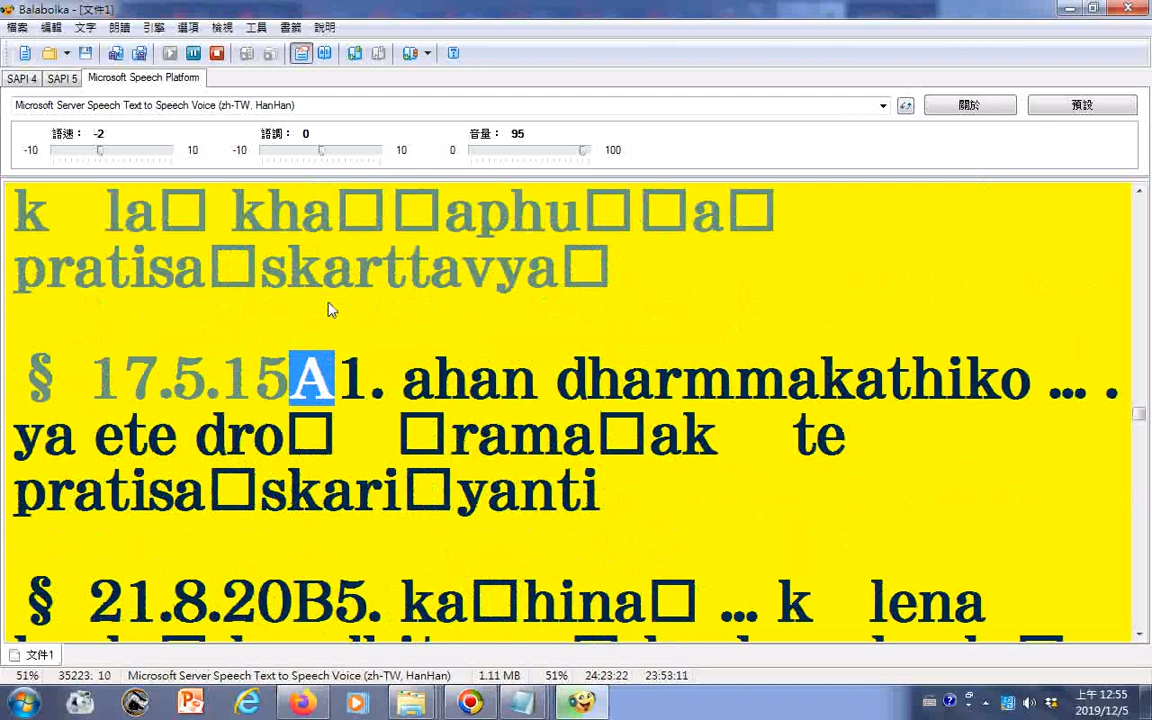 Balabolka - [文件1]
檔案 編輯 文字 朗讀 引擎 選項 檢視 工具 書籤 說明
SAPI 4 SAPI 5 Microsoft Speech Platform
Microsoft Server Speech Text to Speech Voice (zh-TW, HanHan) 關於 預設
語速： -2 語調： 0 音量： 95
-10 10 -10 10 0 100
k la□ kha□□aphu□□a□
pratisa□skarttavya□
§ 17.5.15A1. ahan dharmmakathiko ... .
ya ete dro□ □rama□ak te
pratisa□skari□yanti
§ 21.8.20B5. ka□hina□ ... k lena
文件1
51% 35223. 10 Microsoft Server Speech Text to Speech Voice (zh-TW, HanHan) 1.11 MB 51% 24:23:22 23:53:11
上午 12:55
2019/12/5